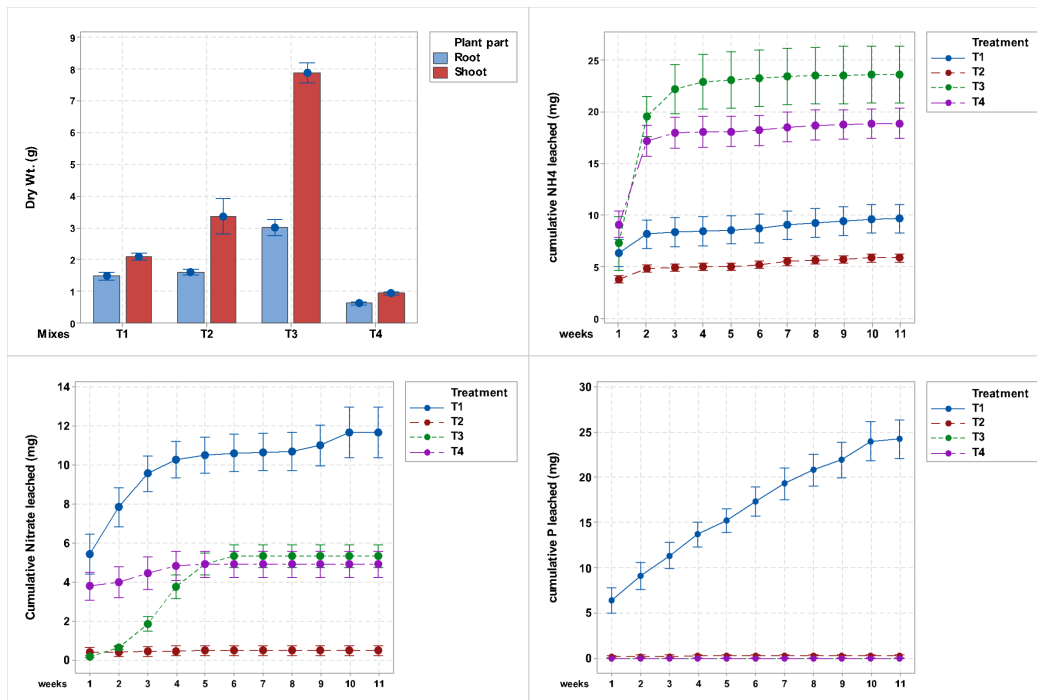 Dry Wt. (g)
9
8
7
6
5
4
3
2
1
0
Mixes T1 T2 T3 T4
Plant part
Root
Shoot
cumulative NH4 leached (mg)
25
20
15
10
5
0
weeks 1 2 3 4 5 6 7 8 9 10 11
Treatment
T1
T2
T3
T4
Cumulative Nitrate leached (mg)
14
12
10
8
6
4
2
0
weeks 1 2 3 4 5 6 7 8 9 10 11
Treatment
T1
T2
T3
T4
cumulative P leached (mg)
30
25
20
15
10
5
0
weeks 1 2 3 4 5 6 7 8 9 10 11
Treatment
T1
T2
T3
T4